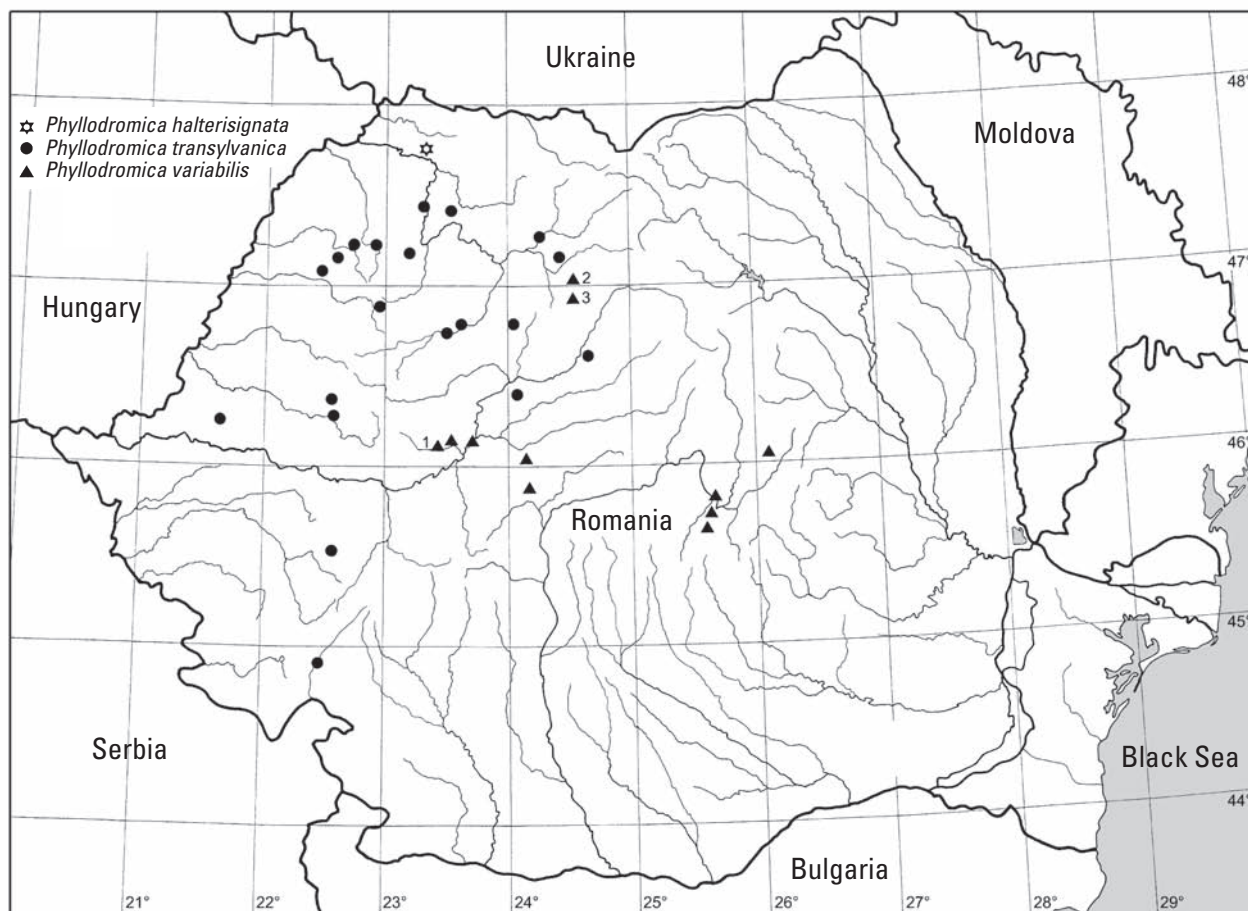 Ukraine
48°
Moldova
Phyllodromica halterisignata
Phyllodromica transylvanica
Phyllodromica variabilis
47°
2
3
Hungary
1
46°
Romania
45°
Serbia
Black Sea
44°
Bulgaria
21° 22° 23° 24° 25° 26° 27° 28° 29°